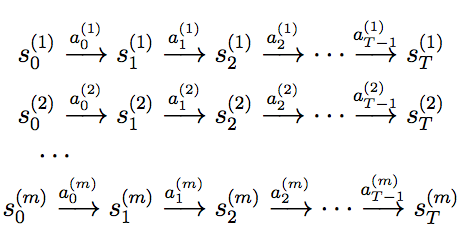 $s_0^{(1)} \xrightarrow{a_0^{(1)}} s_1^{(1)} \xrightarrow{a_1^{(1)}} s_2^{(1)} \xrightarrow{a_2^{(1)}} \cdots \xrightarrow{a_{T-1}^{(1)}} s_T^{(1)}$
$s_0^{(2)} \xrightarrow{a_0^{(2)}} s_1^{(2)} \xrightarrow{a_1^{(2)}} s_2^{(2)} \xrightarrow{a_2^{(2)}} \cdots \xrightarrow{a_{T-1}^{(2)}} s_T^{(2)}$
$\cdots$
$s_0^{(m)} \xrightarrow{a_0^{(m)}} s_1^{(m)} \xrightarrow{a_1^{(m)}} s_2^{(m)} \xrightarrow{a_2^{(m)}} \cdots \xrightarrow{a_{T-1}^{(m)}} s_T^{(m)}$